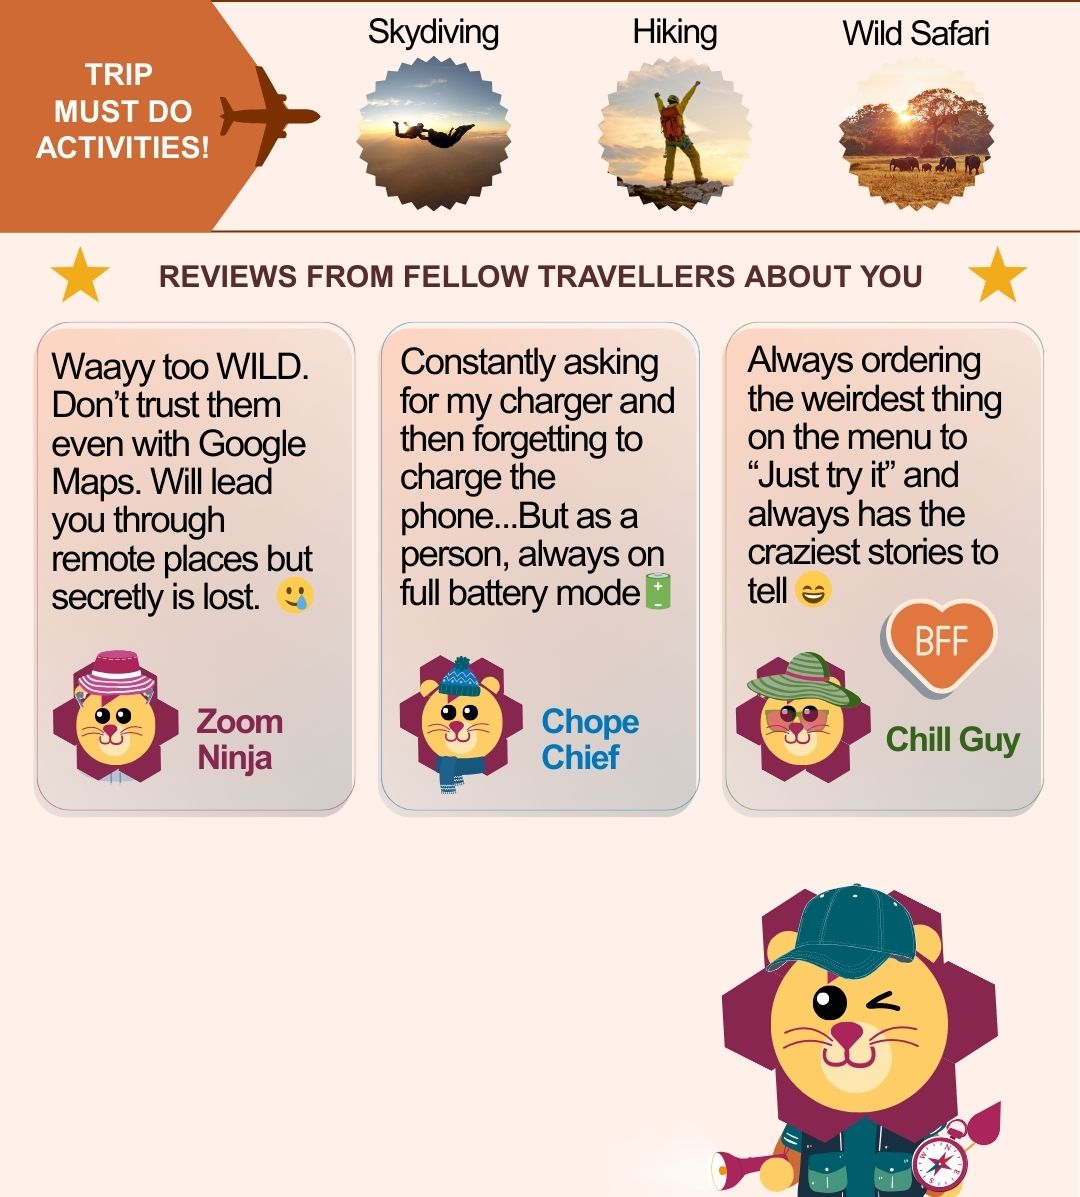 Skydiving
Hiking
Wild Safari
TRIP
MUST DO
ACTIVITIES!
REVIEWS FROM FELLOW TRAVELLERS ABOUT YOU
Waayy too WILD.
Don't trust them
even with Google
Maps. Will lead
you through
remote places but
secretly is lost. 🥲
Zoom
Ninja
Constantly asking
for my charger and
then forgetting to
charge the
phone...But as a
person, always on
full battery mode🔋
Chope
Chief
Always ordering
the weirdest thing
on the menu to
“Just try it” and
always has the
craziest stories to
tell 😄
BFF
Chill Guy
N
W
E
S